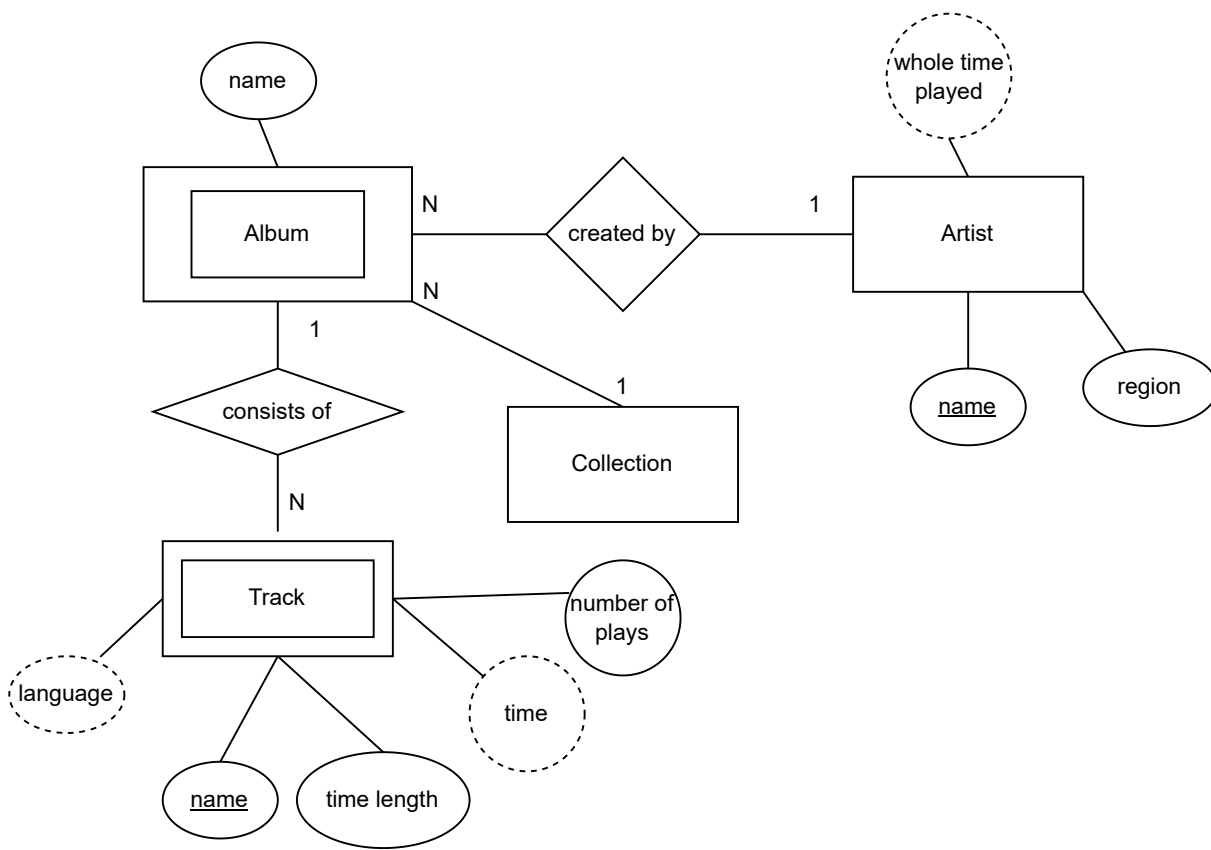 name
whole time
played
Album
N
created by
1
Artist
N
1
1
consists of
name
region
Collection
N
Track
number of
plays
language
time
name
time length